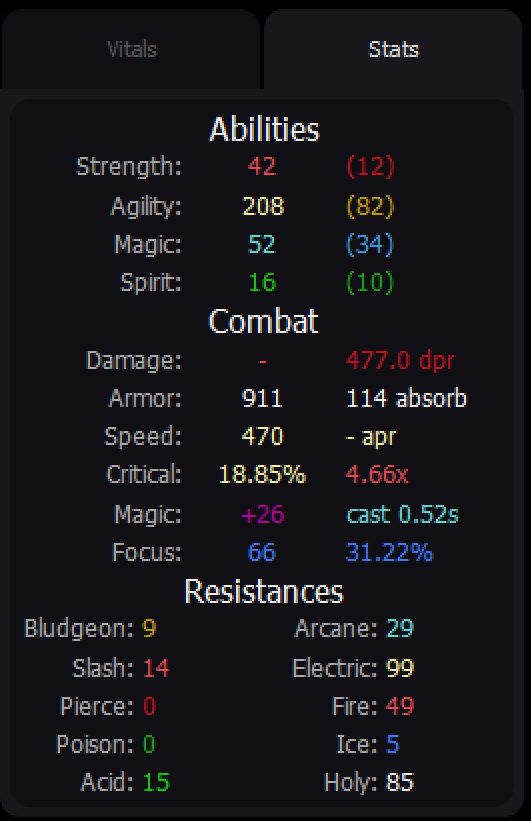 Vitals Stats
Abilities
Strength: 42 (12)
Agility: 208 (82)
Magic: 52 (34)
Spirit: 16 (10)
Combat
Damage: - 477.0 dpr
Armor: 911 114 absorb
Speed: 470 - apr
Critical: 18.85% 4.66x
Magic: +26 cast 0.52s
Focus: 66 31.22%
Resistances
Bludgeon: 9 Arcane: 29
Slash: 14 Electric: 99
Pierce: 0 Fire: 49
Poison: 0 Ice: 5
Acid: 15 Holy: 85